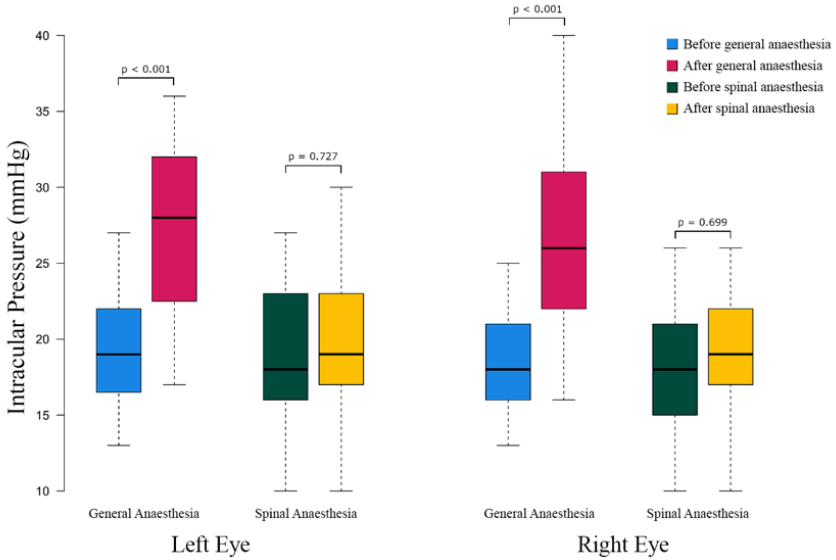 Intracular Pressure (mmHg)
40
35
30
25
20
15
10
p < 0.001
p = 0.727
p < 0.001
p = 0.699
Before general anaesthesia
After general anaesthesia
Before spinal anaesthesia
After spinal anaesthesia
General Anaesthesia
Spinal Anaesthesia
General Anaesthesia
Spinal Anaesthesia
Left Eye
Right Eye